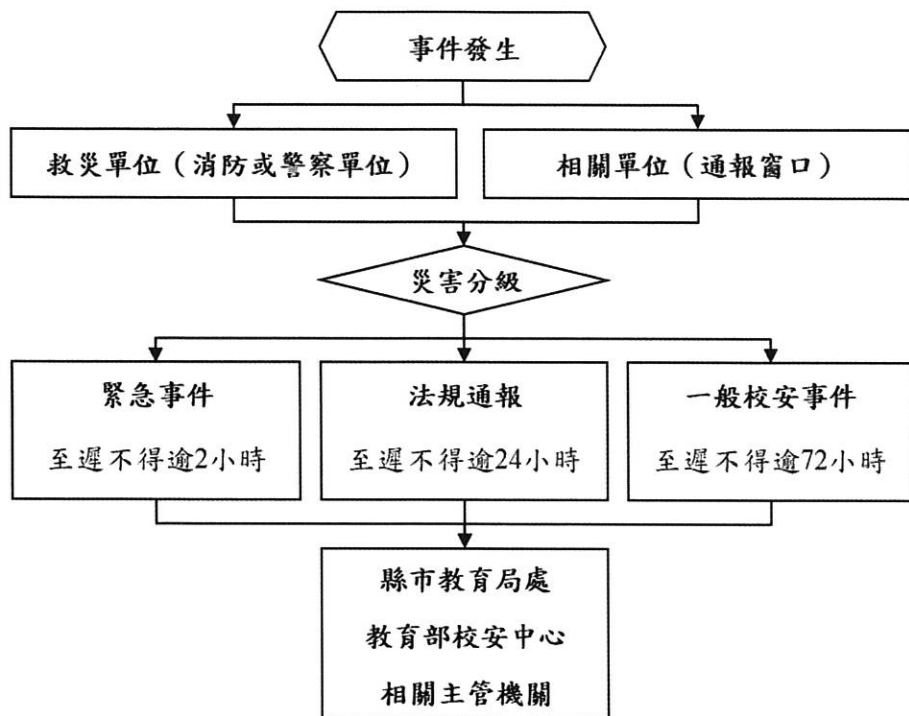 事件發生
救災單位（消防或警察單位）
相關單位（通報窗口）
災害分級
緊急事件
至遲不得逾2小時
法規通報
至遲不得逾24小時
一般校安事件
至遲不得逾72小時
縣市教育局處
教育部校安中心
相關主管機關